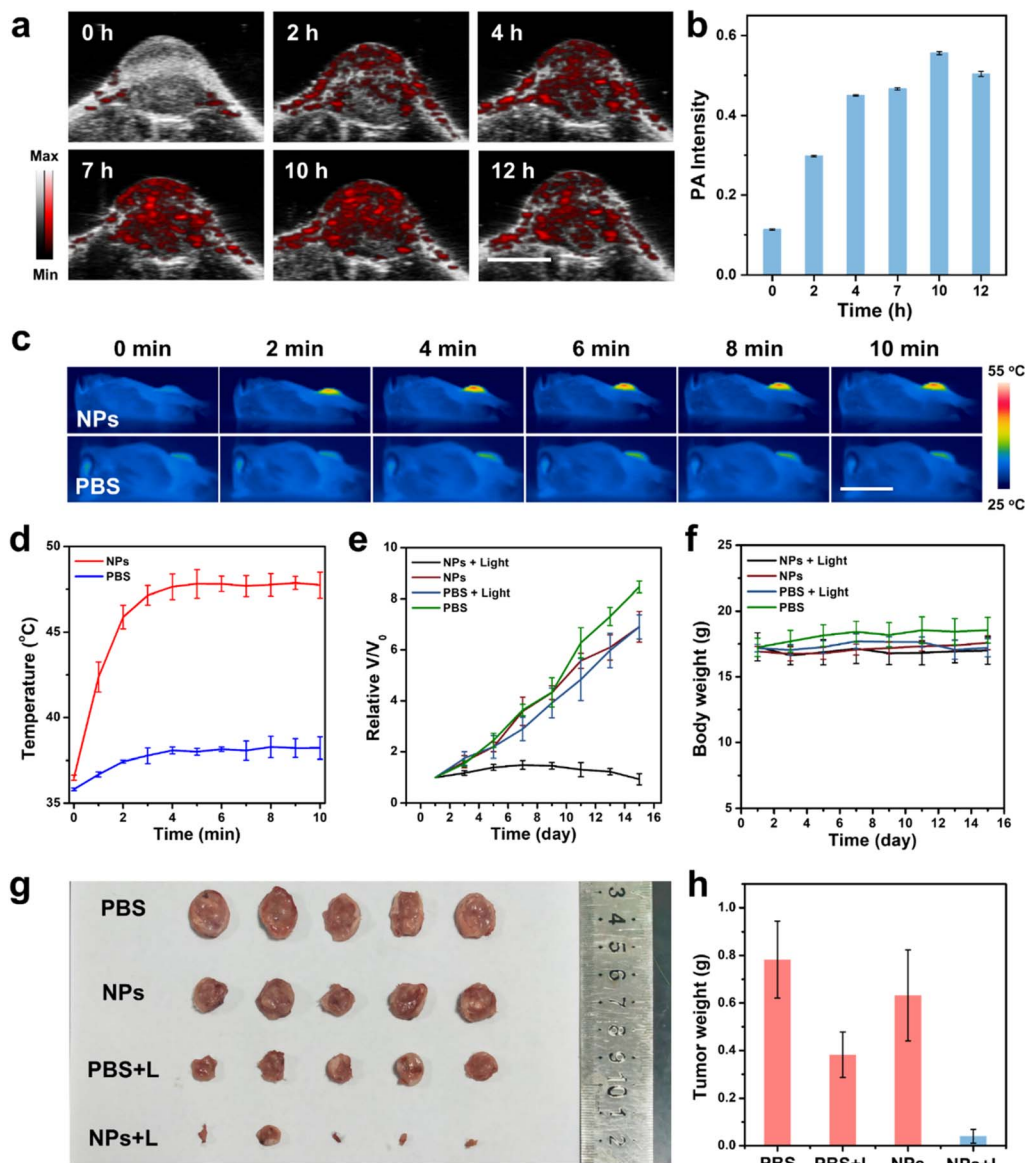 a
0 h
2 h
4 h
7 h
10 h
12 h
Max
Min
b
PA Intensity
0.6
0.4
0.2
0.0
0 2 4 7 10 12
Time (h)
c
0 min 2 min 4 min 6 min 8 min 10 min
NPs
PBS
55 °C
25 °C
d
Temperature (°C)
50
45
40
35
NPs
PBS
0 2 4 6 8 10
Time (min)
e
Relative V/V0
10
8
6
4
2
0
NPs + Light
NPs
PBS + Light
PBS
0 2 4 6 8 10 12 14 16
Time (day)
f
Body weight (g)
25
20
15
10
5
NPs + Light
NPs
PBS + Light
PBS
0 2 4 6 8 10 12 14 16
Time (day)
g
PBS
NPs
PBS+L
NPs+L
3
4
5
6
7
8
9
10
1
2
h
Tumor weight (g)
1.0
0.8
0.6
0.4
0.2
0.0
PBS PBS+L NPs NPs+L